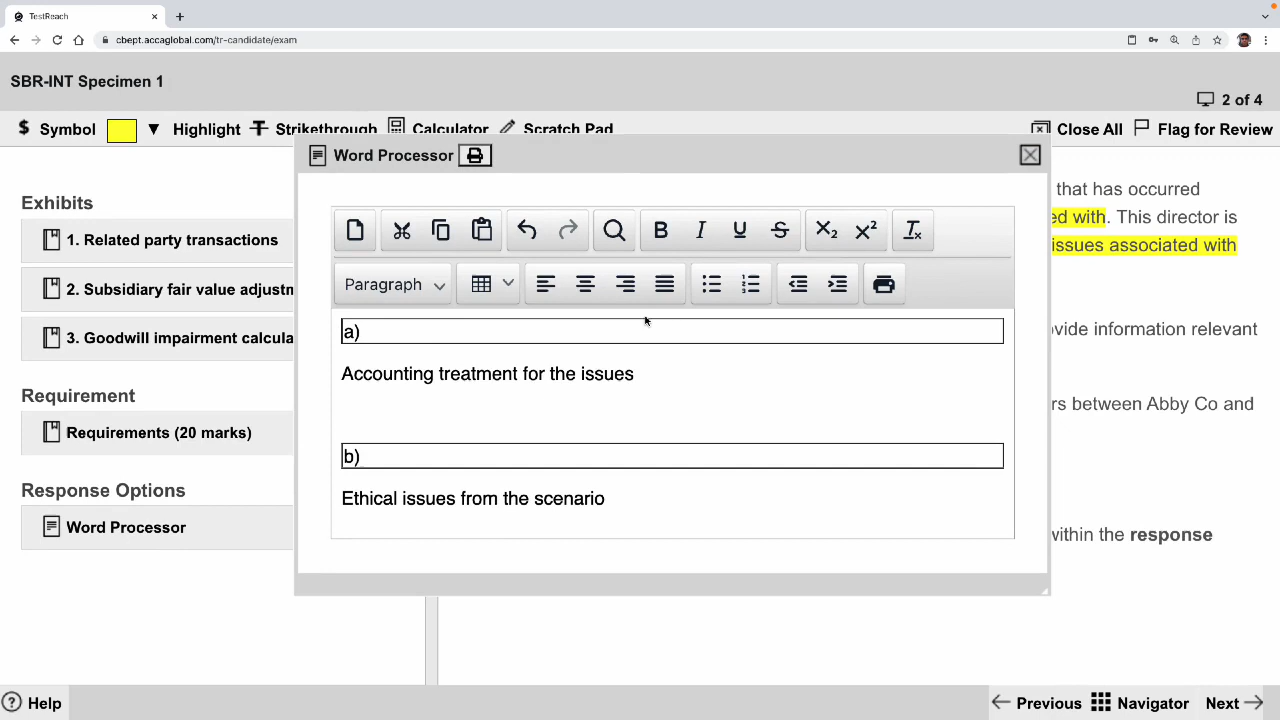 TestReach
cbept.accaglobal.com/tr-candidate/exam
SBR-INT Specimen 1
2 of 4
$ Symbol Highlight Strikethrough Calculator Scratch Pad Close All Flag for Review
Word Processor
Exhibits
1. Related party transactions
2. Subsidiary fair value adjustm
3. Goodwill impairment calcula
Requirement
Requirements (20 marks)
Response Options
Word Processor
Paragraph
a)
Accounting treatment for the issues
b)
Ethical issues from the scenario
that has occurred
ed with. This director is
issues associated with
ovide information relevant
rs between Abby Co and
within the response
Help
Previous Navigator Next